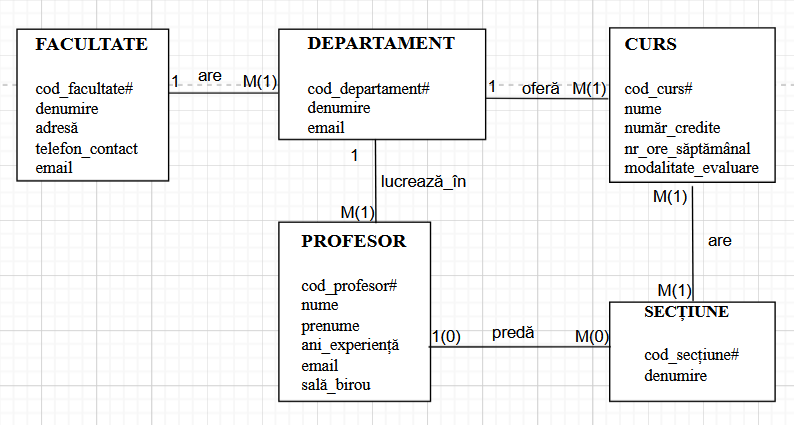 FACULTATE
cod_facultate#
denumire
adresă
telefon_contact
email
1
are
M(1)
DEPARTAMENT
cod_departament#
denumire
email
1
oferă
M(1)
CURS
cod_curs#
nume
număr_credite
nr_ore_săptămânal
modalitate_evaluare
1
lucrează_în
M(1)
M(1)
are
M(1)
PROFESOR
cod_profesor#
nume
prenume
ani_experiență
email
sală_birou
1(0)
predă
M(0)
SECȚIUNE
cod_secțiune#
denumire